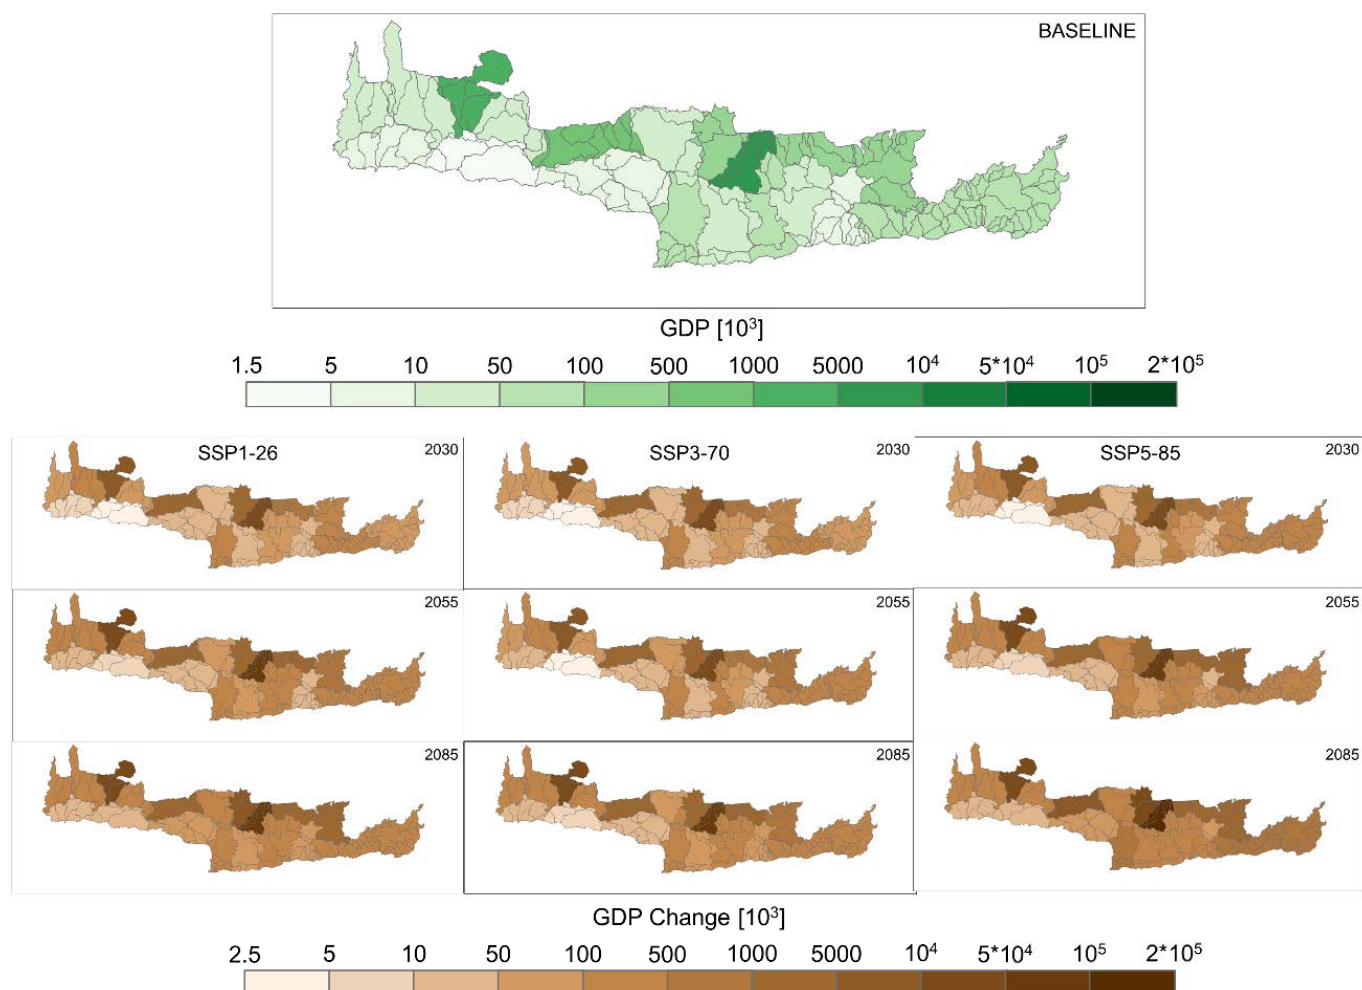 BASELINE
GDP [10³]
1.5 5 10 50 100 500 1000 5000 10⁴ 5*10⁴ 10⁵ 2*10⁵
SSP1-26 2030 SSP3-70 2030 SSP5-85 2030
2055 2055 2055
2085 2085 2085
GDP Change [10³]
2.5 5 10 50 100 500 1000 5000 10⁴ 5*10⁴ 10⁵ 2*10⁵